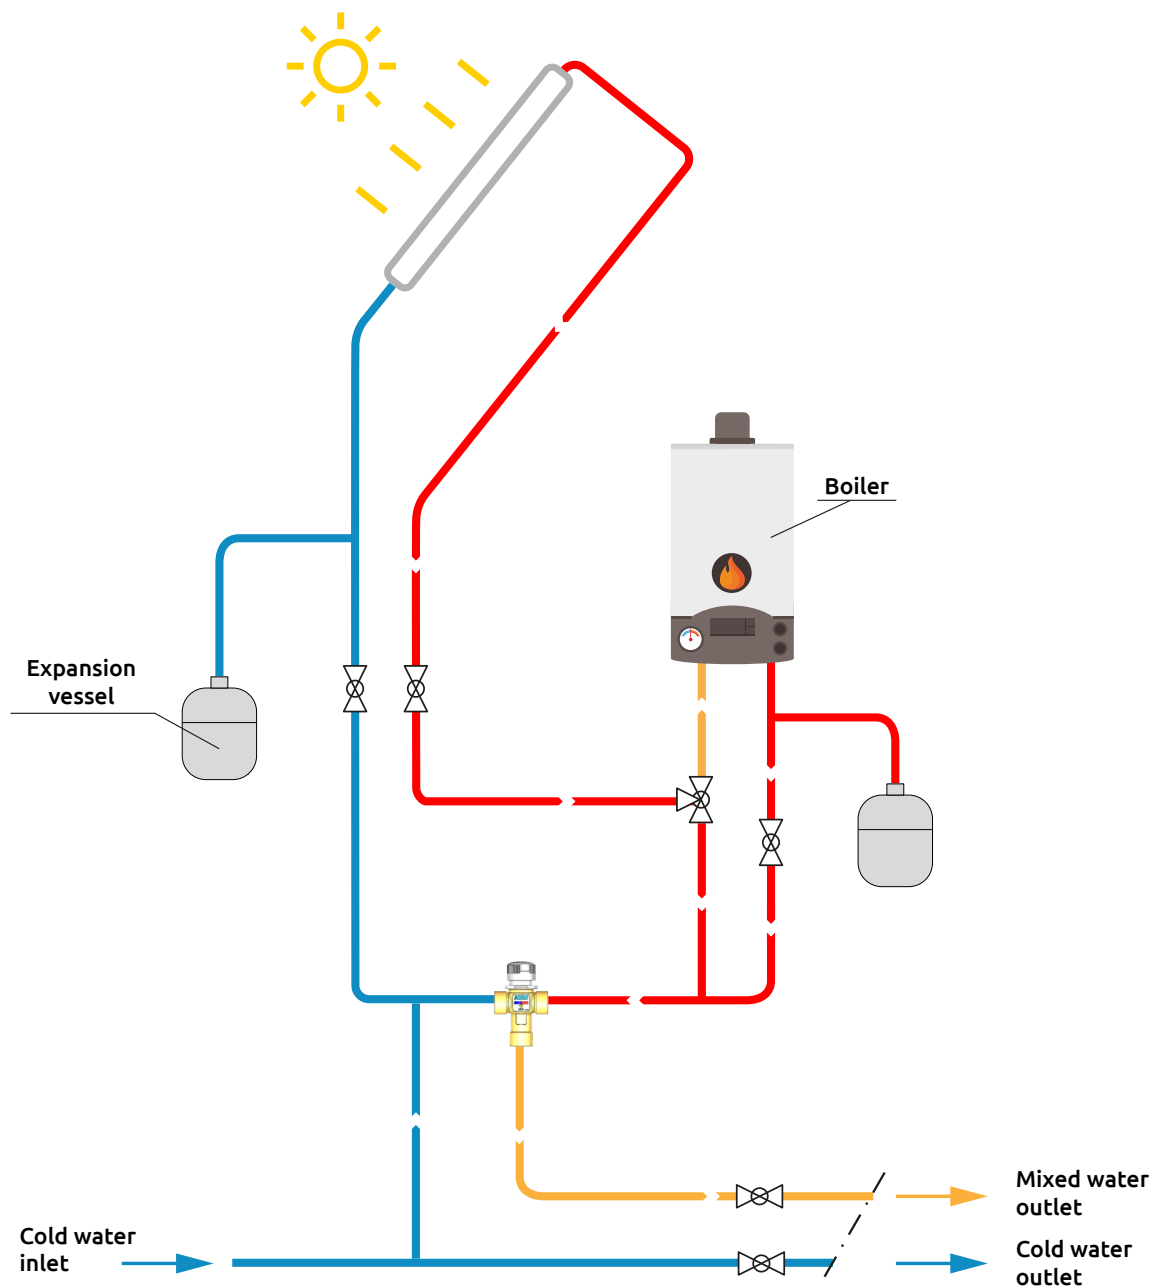 Boiler
Expansion
vessel
Mixed water
outlet
Cold water
inlet
Cold water
outlet